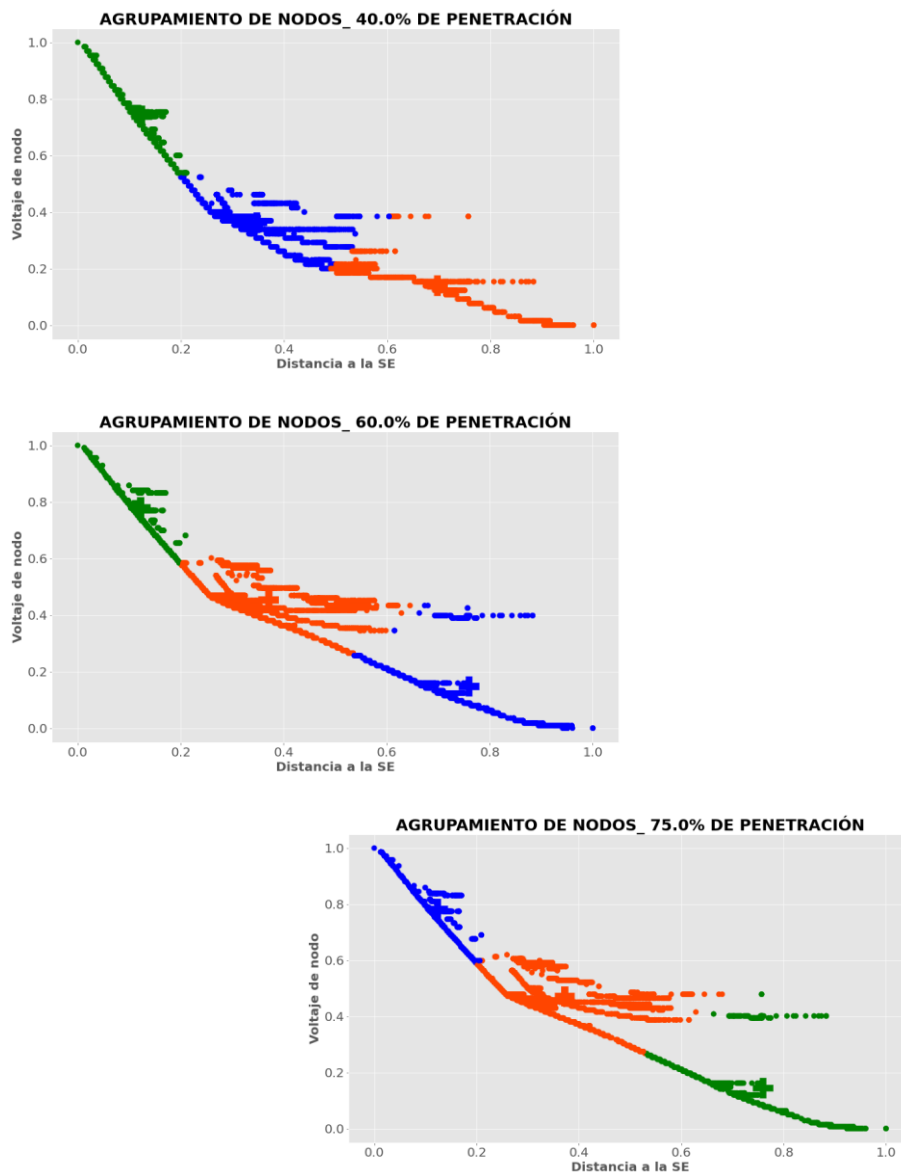 AGRUPAMIENTO DE NODOS_ 40.0% DE PENETRACIÓN
1.0
0.8
0.6
0.4
0.2
0.0
Voltaje de nodo
0.0 0.2 0.4 0.6 0.8 1.0
Distancia a la SE
AGRUPAMIENTO DE NODOS_ 60.0% DE PENETRACIÓN
1.0
0.8
0.6
0.4
0.2
0.0
Voltaje de nodo
0.0 0.2 0.4 0.6 0.8 1.0
Distancia a la SE
AGRUPAMIENTO DE NODOS_ 75.0% DE PENETRACIÓN
1.0
0.8
0.6
0.4
0.2
0.0
Voltaje de nodo
0.0 0.2 0.4 0.6 0.8 1.0
Distancia a la SE